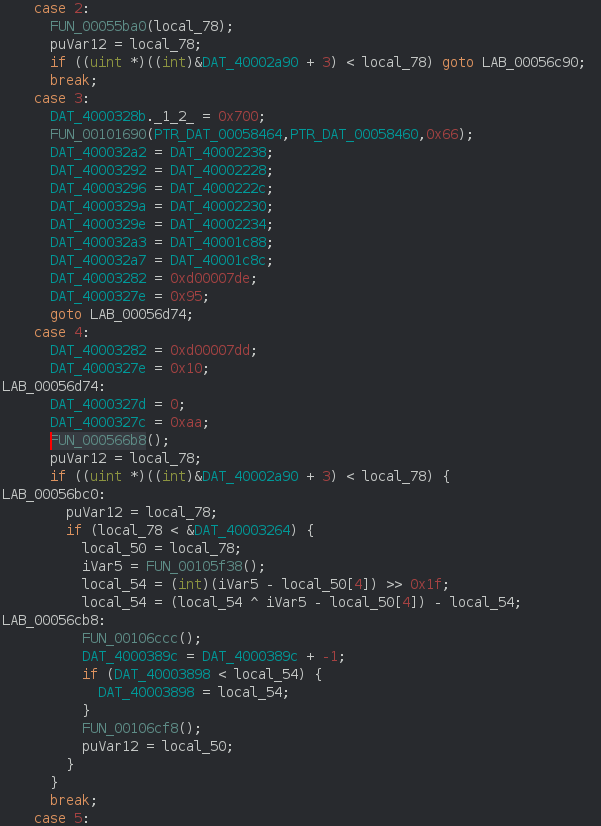 case 2:
FUN_00055ba0(local_78);
puVar12 = local_78;
if ((uint *)((int)&DAT_40002a90 + 3) < local_78) goto LAB_00056c90;
break;
case 3:
DAT_4000328b._1_2_ = 0x700;
FUN_00101690(PTR_DAT_00058464,PTR_DAT_00058460,0x66);
DAT_400032a2 = DAT_40002238;
DAT_40003292 = DAT_40002228;
DAT_40003296 = DAT_4000222c;
DAT_4000329a = DAT_40002230;
DAT_4000329e = DAT_40002234;
DAT_400032a3 = DAT_40001c88;
DAT_400032a7 = DAT_40001c8c;
DAT_40003282 = 0xd00007de;
DAT_4000327e = 0x95;
goto LAB_00056d74;
case 4:
DAT_40003282 = 0xd00007dd;
DAT_4000327e = 0x10;
LAB_00056d74:
DAT_4000327d = 0;
DAT_4000327c = 0xaa;
FUN_000566b8();
puVar12 = local_78;
if ((uint *)((int)&DAT_40002a90 + 3) < local_78) {
LAB_00056bc0:
puVar12 = local_78;
if (local_78 < &DAT_40003264) {
local_50 = local_78;
iVar5 = FUN_00105f38();
local_54 = (int)(iVar5 - local_50[4]) >> 0x1f;
local_54 = (local_54 ^ iVar5 - local_50[4]) - local_54;
LAB_00056cb8:
FUN_00106ccc();
DAT_4000389c = DAT_4000389c + -1;
if (DAT_40003898 < local_54) {
DAT_40003898 = local_54;
}
FUN_00106cf8();
puVar12 = local_50;
}
}
break;
case 5: